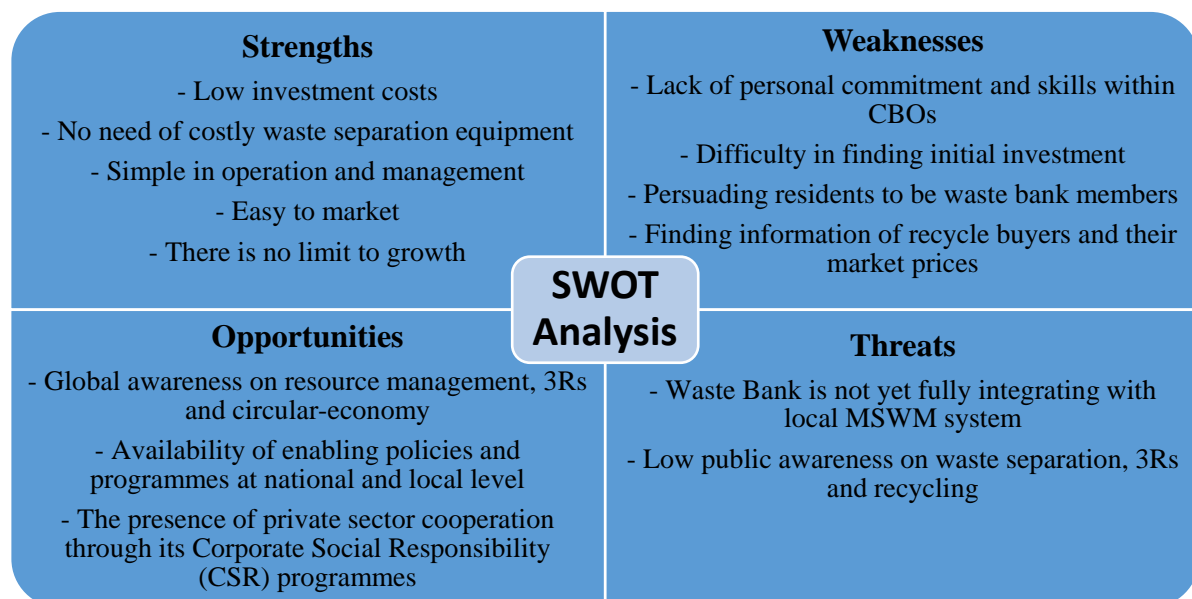 Strengths
- Low investment costs
- No need of costly waste separation equipment
- Simple in operation and management
- Easy to market
- There is no limit to growth
Weaknesses
- Lack of personal commitment and skills within
CBOs
- Difficulty in finding initial investment
- Persuading residents to be waste bank members
- Finding information of recycle buyers and their
market prices
SWOT
Analysis
Opportunities
- Global awareness on resource management, 3Rs
and circular-economy
- Availability of enabling policies and
programmes at national and local level
- The presence of private sector cooperation
through its Corporate Social Responsibility
(CSR) programmes
Threats
- Waste Bank is not yet fully integrating with
local MSWM system
- Low public awareness on waste separation, 3Rs
and recycling